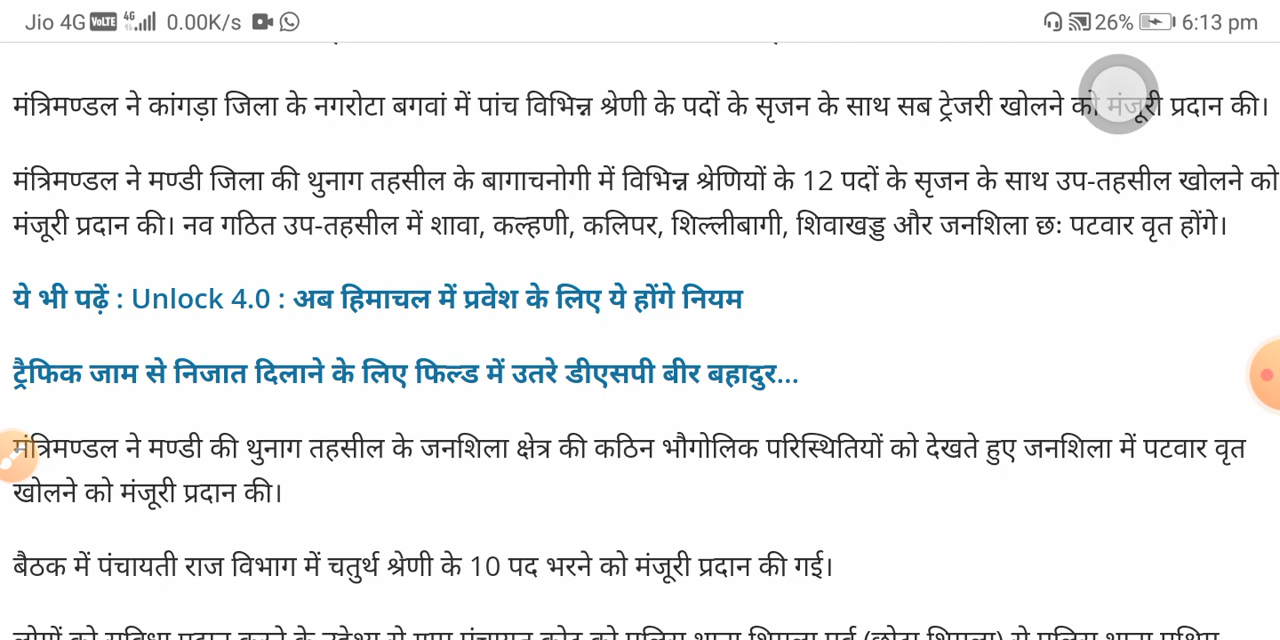 Jio 4G VoLTE 4G 0.00K/s 26% 6:13 pm
मंत्रिमण्डल ने कांगड़ा जिला के नगरोटा बगवां में पांच विभिन्न श्रेणी के पदों के सृजन के साथ सब ट्रेजरी खोलने को मंजूरी प्रदान की।
मंत्रिमण्डल ने मण्डी जिला की थुनाग तहसील के बागाचनोगी में विभिन्न श्रेणियों के 12 पदों के सृजन के साथ उप-तहसील खोलने को
मंजूरी प्रदान की। नव गठित उप-तहसील में शावा, कल्हणी, कलिपर, शिल्लीबागी, शिवाखड्ड और जनशिला छः पटवार वृत होंगे।
ये भी पढ़ें : Unlock 4.0 : अब हिमाचल में प्रवेश के लिए ये होंगे नियम
ट्रैफिक जाम से निजात दिलाने के लिए फिल्ड में उतरे डीएसपी बीर बहादुर...
मंत्रिमण्डल ने मण्डी की थुनाग तहसील के जनशिला क्षेत्र की कठिन भौगोलिक परिस्थितियों को देखते हुए जनशिला में पटवार वृत
खोलने को मंजूरी प्रदान की।
बैठक में पंचायती राज विभाग में चतुर्थ श्रेणी के 10 पद भरने को मंजूरी प्रदान की गई।